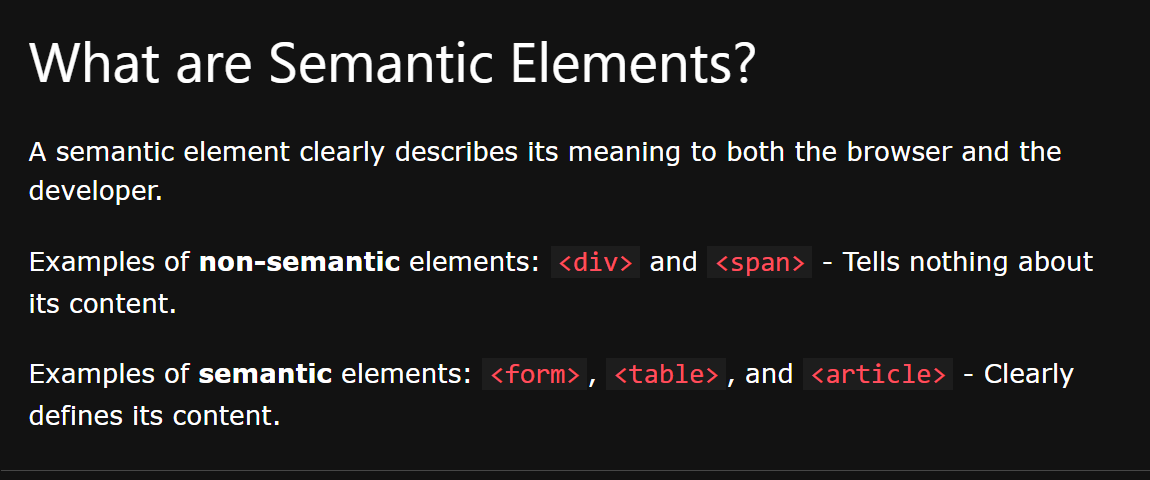 What are Semantic Elements?
A semantic element clearly describes its meaning to both the browser and the
developer.
Examples of non-semantic elements: <div> and <span> - Tells nothing about
its content.
Examples of semantic elements: <form>, <table>, and <article> - Clearly
defines its content.